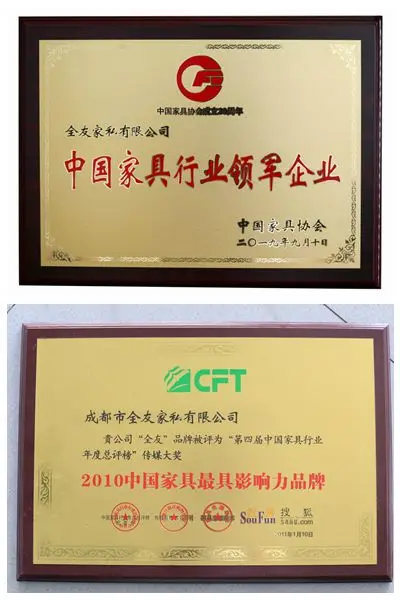 中国家具协会成立30周年
全友家私有限公司
中国家具行业领军企业
中国家具协会
二〇一九年九月十日
CFT
成都市全友家私有限公司
贵公司“全友”品牌被评为“第四届中国家具行业
年度总评榜”传媒大奖
2010中国家具最具影响力品牌
SouFun 搜狐